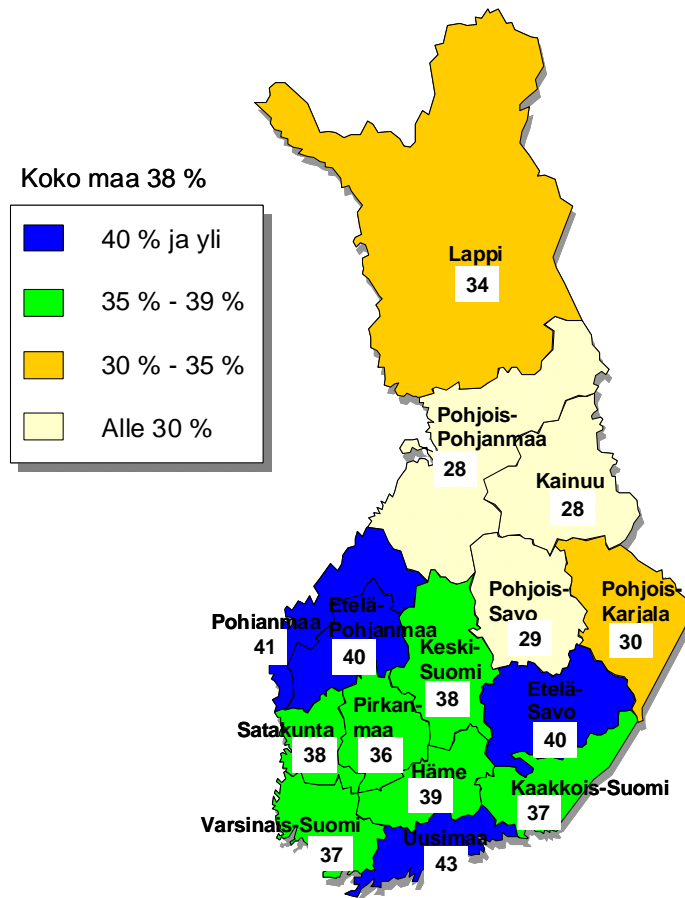 Koko maa 38 %
40 % ja yli
35 % - 39 %
30 % - 35 %
Alle 30 %
Lappi
34
Pohjois-
Pohjanmaa
28
Kainuu
28
Pohjois-
Savo
29
Pohjois-
Karjala
30
Pohjanmaa
41
Etelä-
Pohjanmaa
40
Keski-
Suomi
38
Etelä-
Savo
40
Pirkan-
maa
36
Satakunta
38
Häme
39
Kaakkois-Suomi
37
Varsinais-Suomi
37
Uusimaa
43